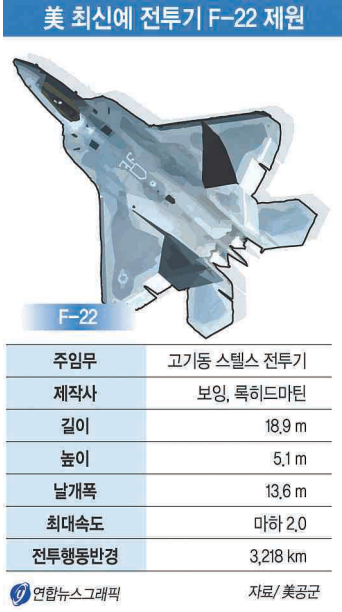 美 최신예 전투기 F-22 제원
F-22
주임무 고기동 스텔스 전투기
제작사 보잉, 록히드마틴
길이 18.9 m
높이 5.1 m
날개폭 13.6 m
최대속도 마하 2.0
전투행동반경 3,218 km
연합뉴스그래픽 자료/ 美공군